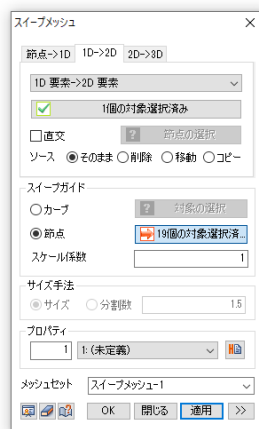 スイープメッシュ
節点->1D 1D->2D 2D->3D
1D 要素->2D 要素
1個の対象選択済み
直交 ? 節点の選択
ソース そのまま 削除 移動 コピー
スイープガイド
カーブ ? 対象の選択
節点 19個の対象選択済...
スケール係数 1
サイズ手法
サイズ 分割数 1.5
プロパティ
1 1: (未定義)
メッシュセット スイープメッシュ-1
OK 閉じる 適用 >>